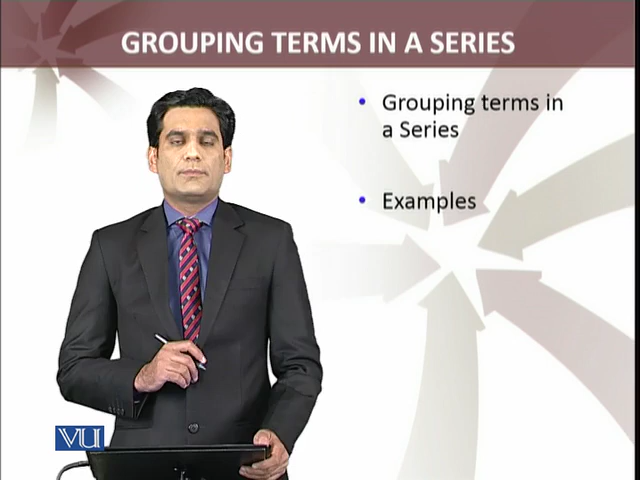 GROUPING TERMS IN A SERIES
• Grouping terms in
a Series
• Examples
VU